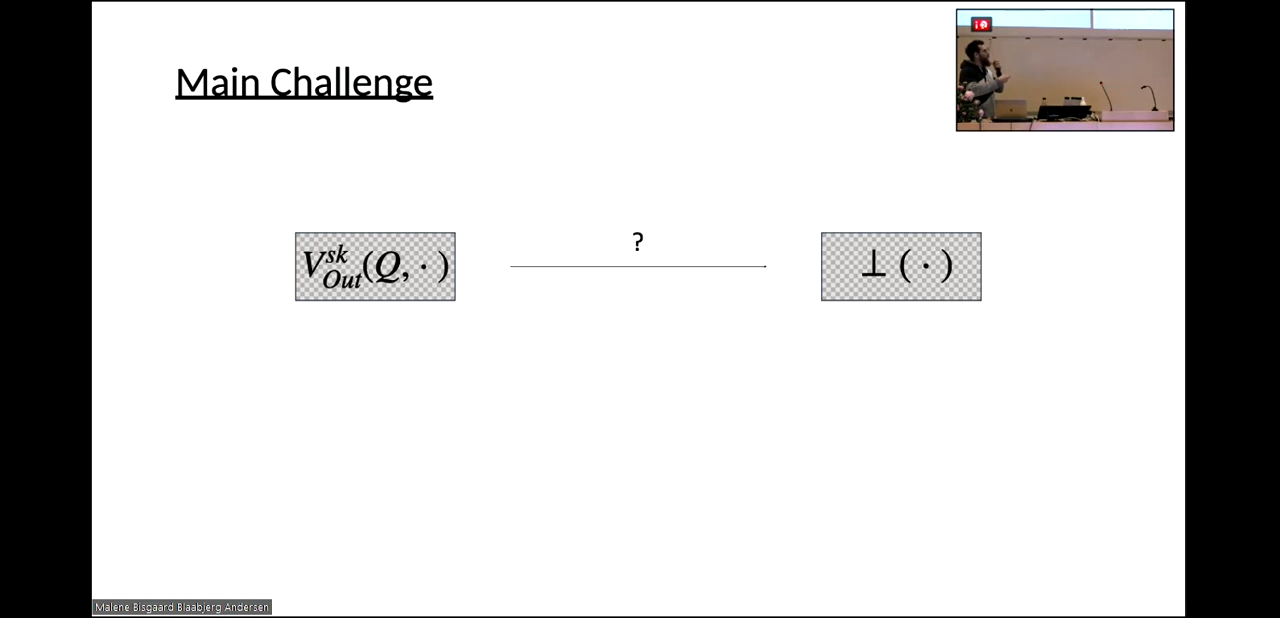 Main Challenge
?
V^{sk}_{Out}(Q, · )
⊥ ( · )
Malene Bisgaard Blaabjerg Andersen